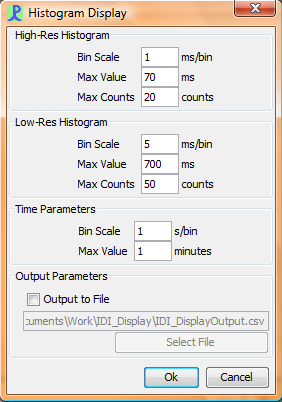 Histogram Display
High-Res Histogram
Bin Scale 1 ms/bin
Max Value 70 ms
Max Counts 20 counts
Low-Res Histogram
Bin Scale 5 ms/bin
Max Value 700 ms
Max Counts 50 counts
Time Parameters
Bin Scale 1 s/bin
Max Value 1 minutes
Output Parameters
Output to File
:uments\Work\IDI_Display\IDI_DisplayOutput.csv
Select File
Ok Cancel